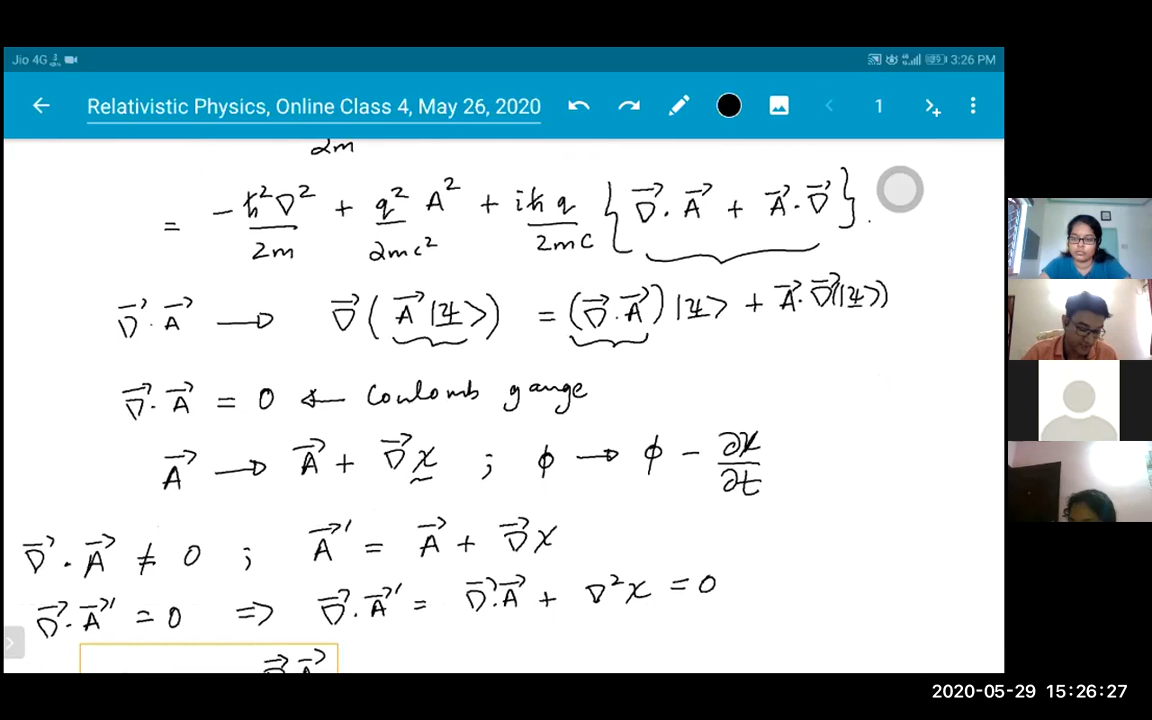 Jio 4G 3:26 PM
Relativistic Physics, Online Class 4, May 26, 2020 1
2m
= -ħ²∇²/2m + q²/2mc² A² + iħq/2mc {∇⃗·A⃗ + A⃗·∇⃗}.
∇⃗·A⃗ → ∇⃗(A⃗|Ψ>) = (∇⃗·A⃗)|Ψ> + A⃗·∇⃗(|Ψ>)
∇⃗·A⃗ = 0 ← Coulomb gauge
A⃗ → A⃗ + ∇⃗χ ; ϕ → ϕ - ∂χ/∂t
∇⃗·A⃗ ≠ 0 ; A⃗' = A⃗ + ∇⃗χ
∇⃗·A⃗' = 0 => ∇⃗·A⃗' = ∇⃗·A⃗ + ∇²χ = 0
2020-05-29 15:26:27